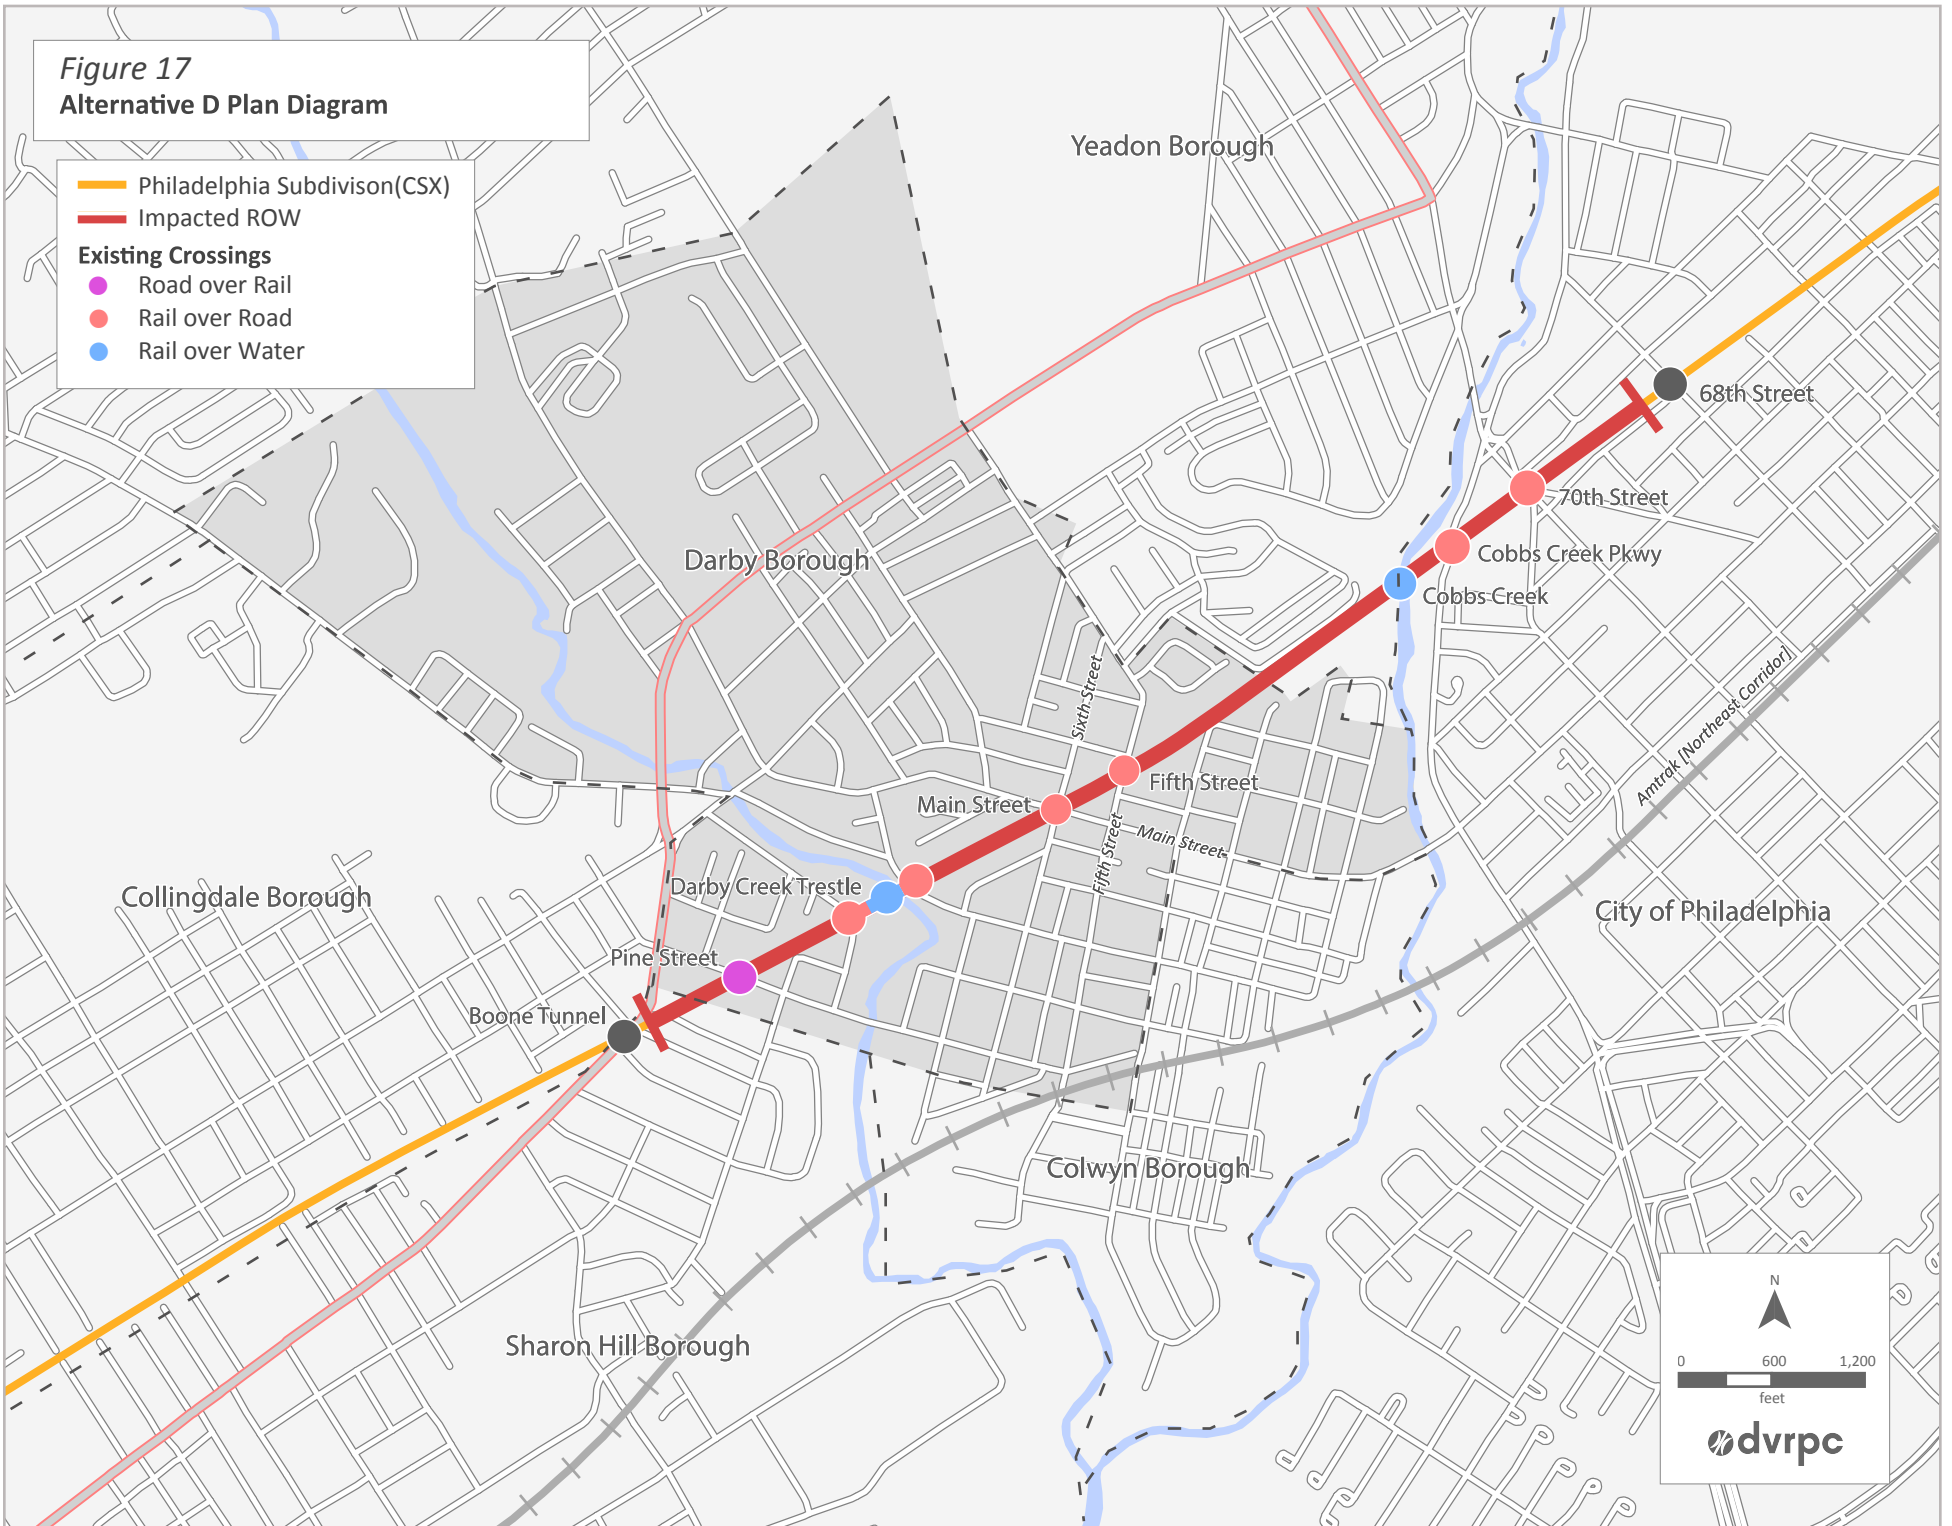 Figure 17
Alternative D Plan Diagram
Philadelphia Subdivison(CSX)
Impacted ROW
Existing Crossings
Road over Rail
Rail over Road
Rail over Water
Yeadon Borough
68th Street
70th Street
Cobbs Creek Pkwy
Cobbs Creek
Darby Borough
Sixth Street
Amtrak [Northeast Corridor]
Fifth Street
Main Street
Main Street
Fifth Street
Darby Creek Trestle
Collingdale Borough
City of Philadelphia
Pine Street
Boone Tunnel
Colwyn Borough
Sharon Hill Borough
N
0 600 1,200
feet
dvrpc